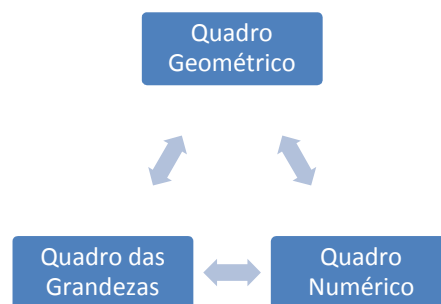 Quadro
Geométrico
Quadro das
Grandezas
Quadro
Numérico